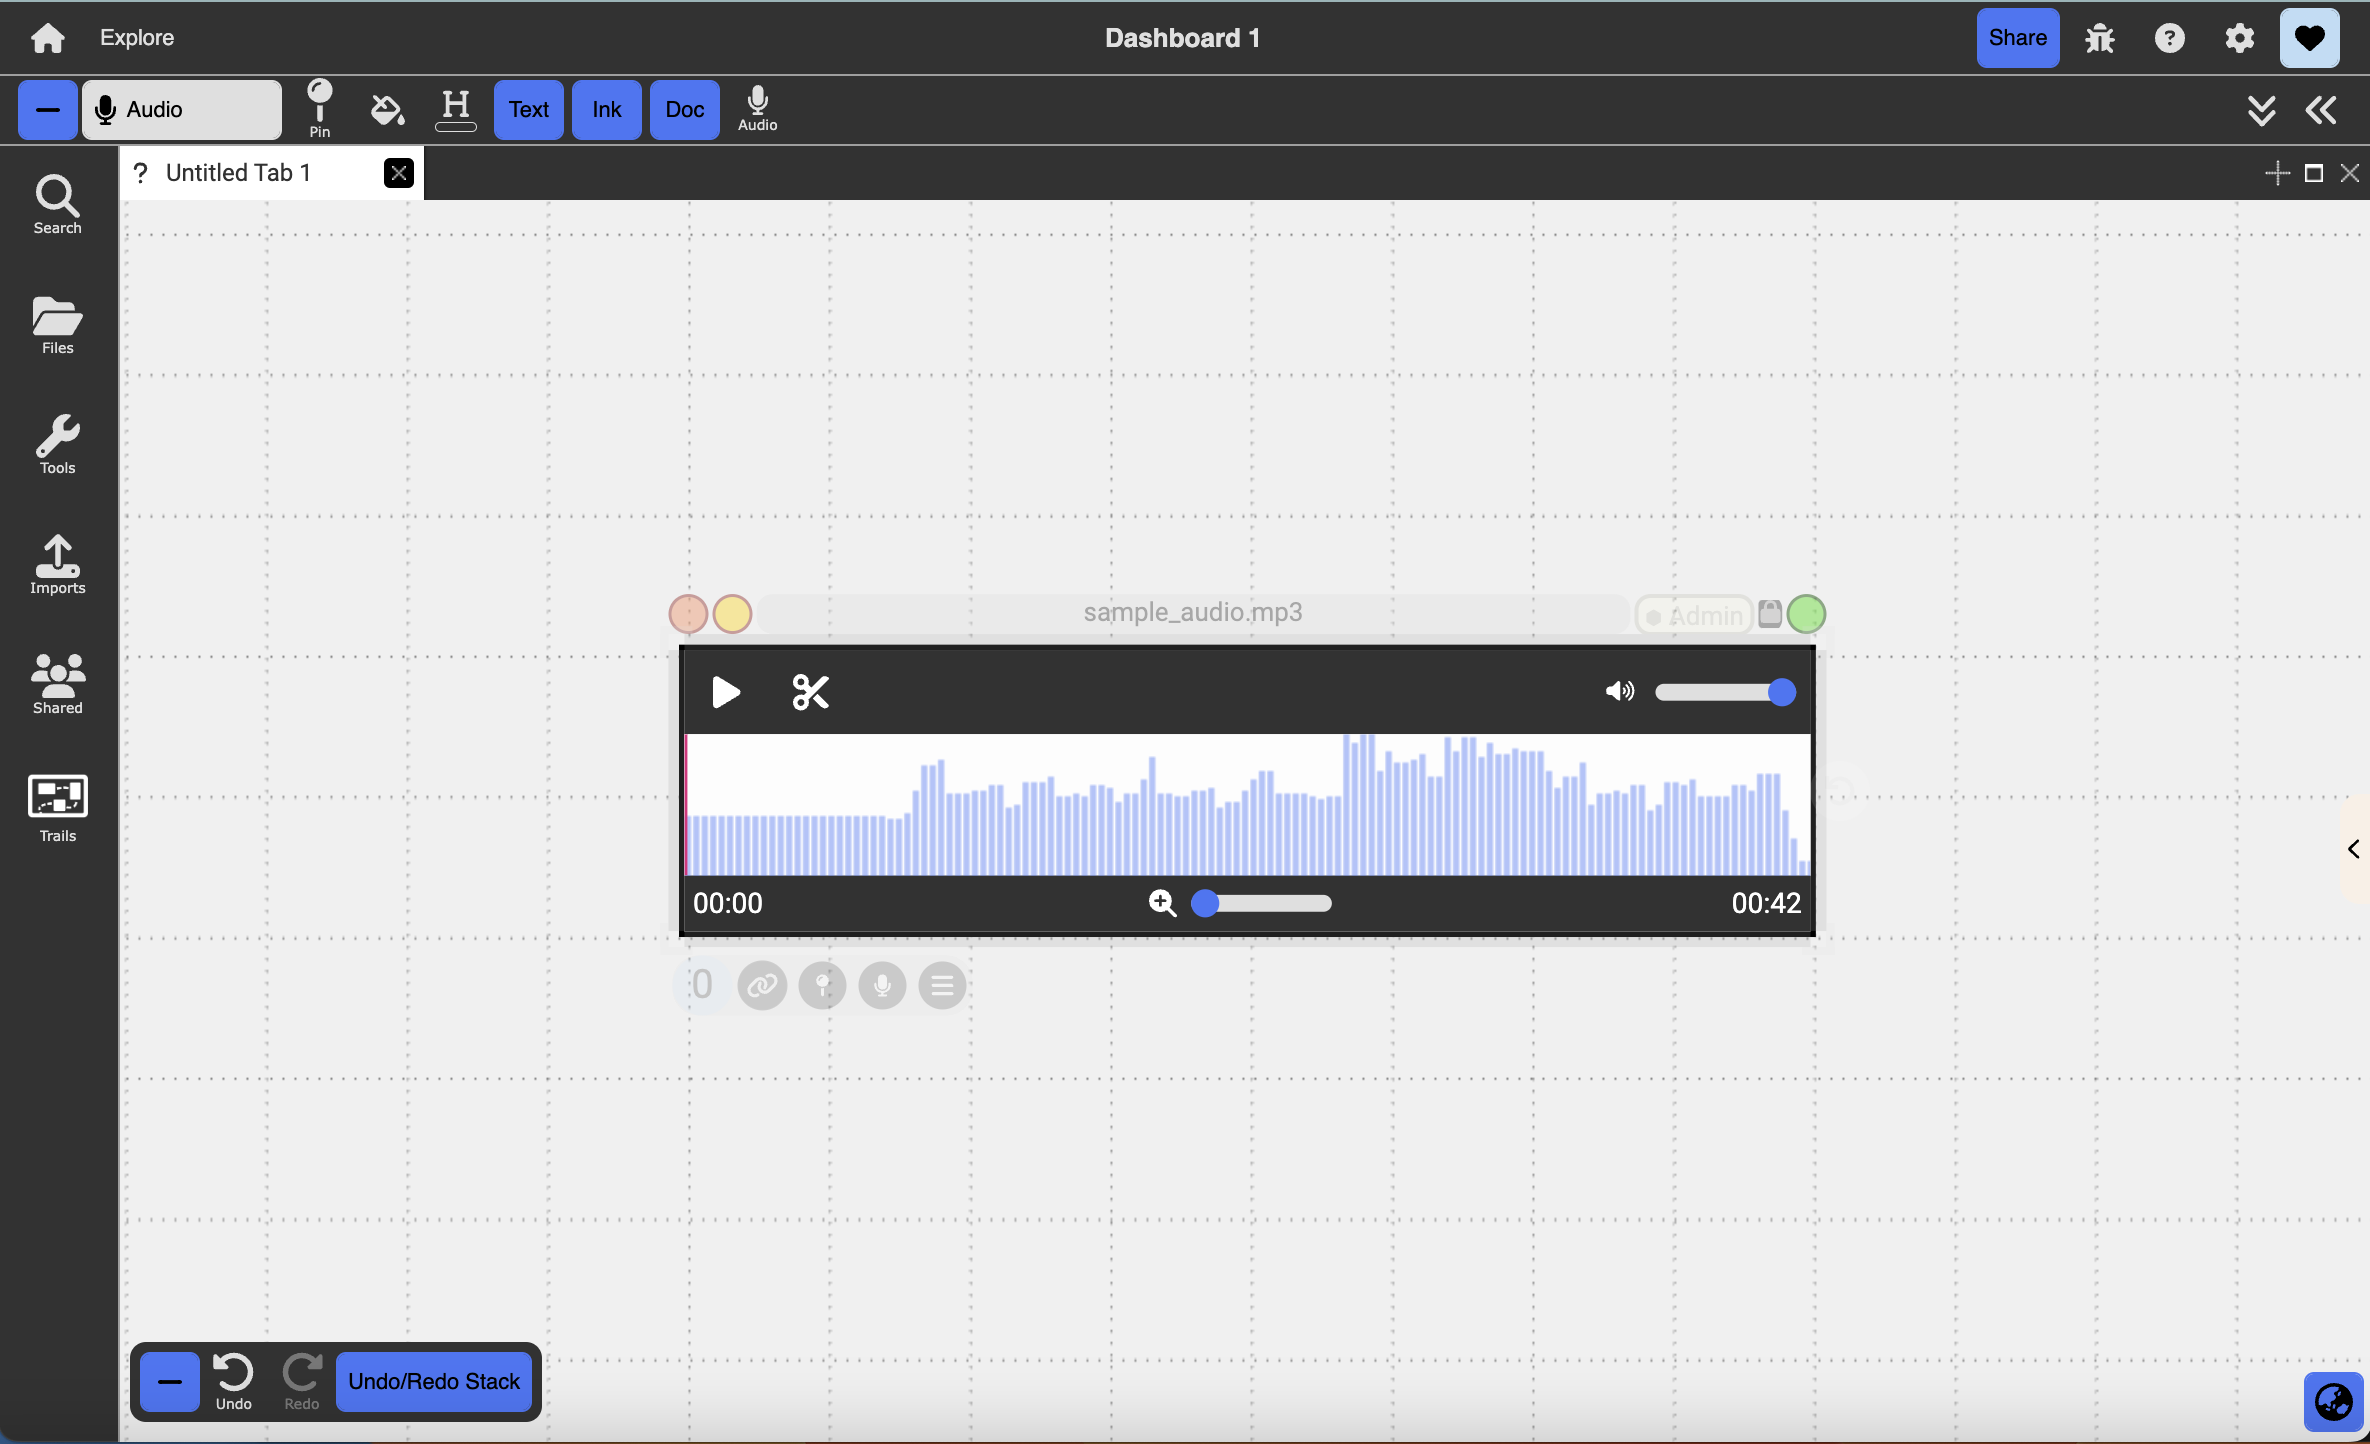 Explore
Dashboard 1
Share
Audio
Pin
H
Text
Ink
Doc
Audio
? Untitled Tab 1
Search
Files
Tools
Imports
Shared
Trails
sample_audio.mp3
Admin
00:00
00:42
0
Undo
Redo
Undo/Redo Stack